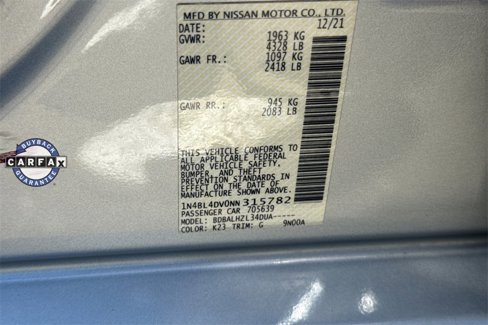 MFD BY NISSAN MOTOR CO., LTD.
DATE: 12/21
GVWR: 1963 KG
4328 LB
GAWR FR.: 1097 KG
2418 LB
GAWR RR.: 945 KG
2083 LB
THIS VEHICLE CONFORMS TO
ALL APPLICABLE FEDERAL
MOTOR VEHICLE SAFETY,
BUMPER, AND THEFT
PREVENTION STANDARDS IN
EFFECT ON THE DATE OF
MANUFACTURE SHOWN ABOVE.
1N4BL4DV0NN315782
PASSENGER CAR 705639
MODEL: BDBALHZL34DUA-----
COLOR: K23 TRIM: G 9N00A
BUYBACK
CARFAX
GUARANTEE